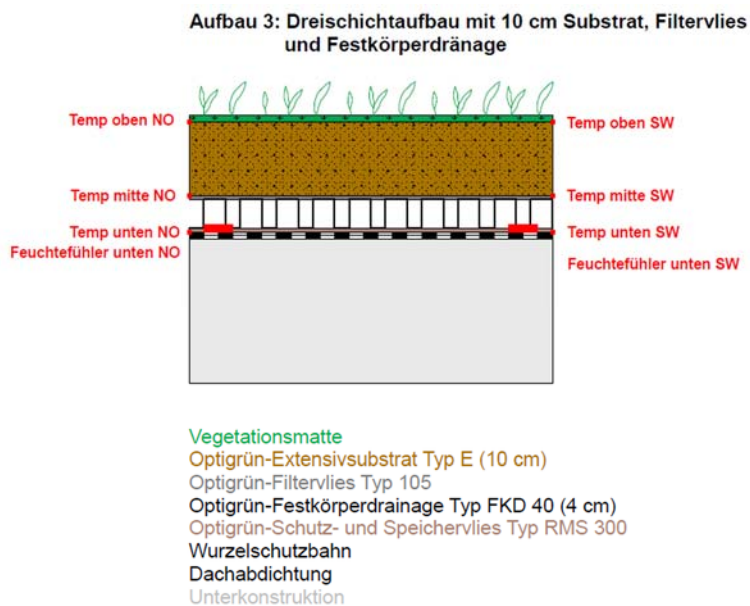 Aufbau 3: Dreischichtaufbau mit 10 cm Substrat, Filtervlies
und Festkörperdränage
Temp oben NO
Temp oben SW
Temp mitte NO
Temp mitte SW
Temp unten NO
Temp unten SW
Feuchtefühler unten NO
Feuchtefühler unten SW
Vegetationsmatte
Optigrün-Extensivsubstrat Typ E (10 cm)
Optigrün-Filtervlies Typ 105
Optigrün-Festkörperdrainage Typ FKD 40 (4 cm)
Optigrün-Schutz- und Speichervlies Typ RMS 300
Wurzelschutzbahn
Dachabdichtung
Unterkonstruktion